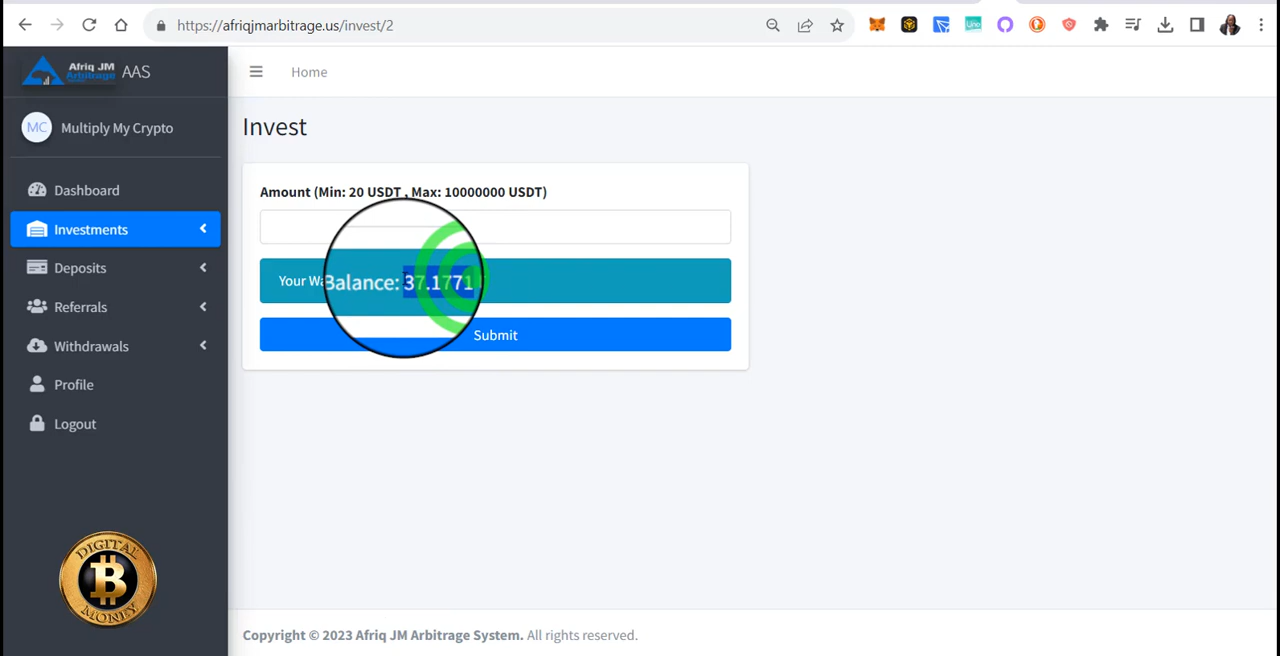 https://afriqjmarbitrage.us/invest/2
Afriq JM
Arbitrage
AAS
Home
MC
Multiply My Crypto
Invest
Dashboard
Amount (Min: 20 USDT , Max: 10000000 USDT)
Investments
Deposits
Your Wa Balance: 37.1771
Referrals
Submit
Withdrawals
Profile
Logout
DIGITAL
B
MONEY
Copyright © 2023 Afriq JM Arbitrage System. All rights reserved.